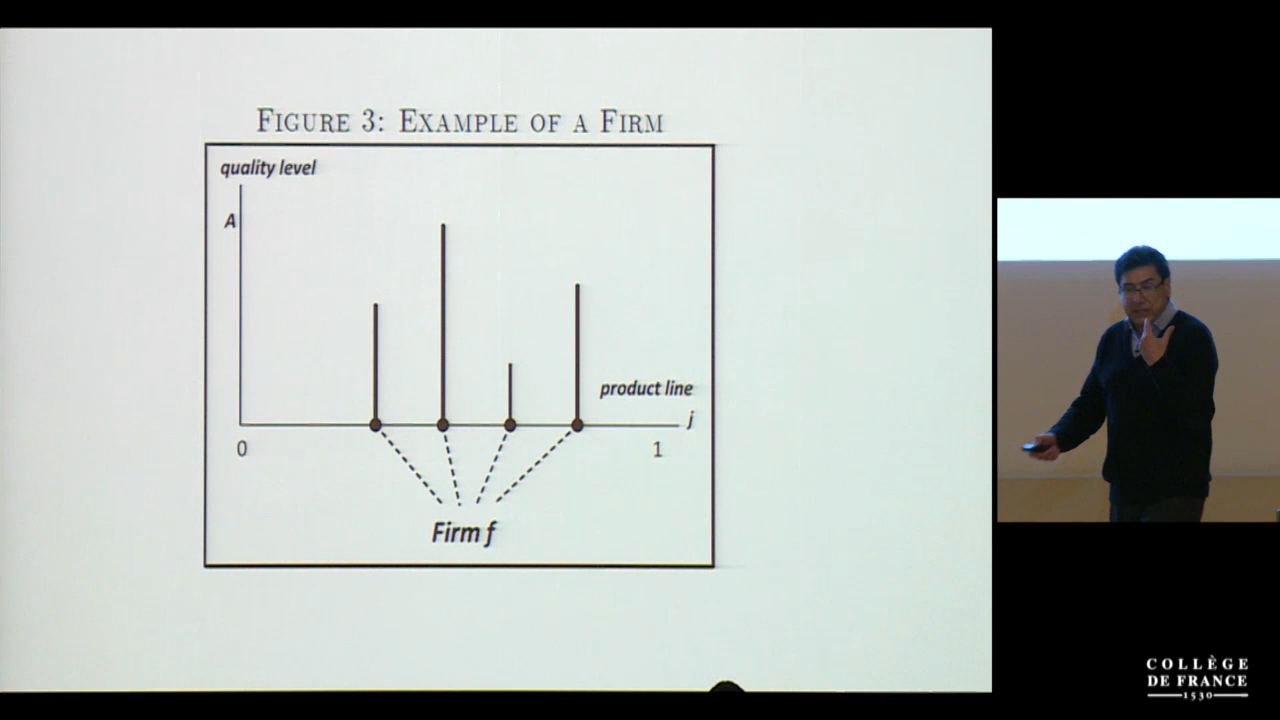 FIGURE 3: EXAMPLE OF A FIRM
quality level
A
product line
j
0
1
Firm f
COLLÈGE
DE FRANCE
1530